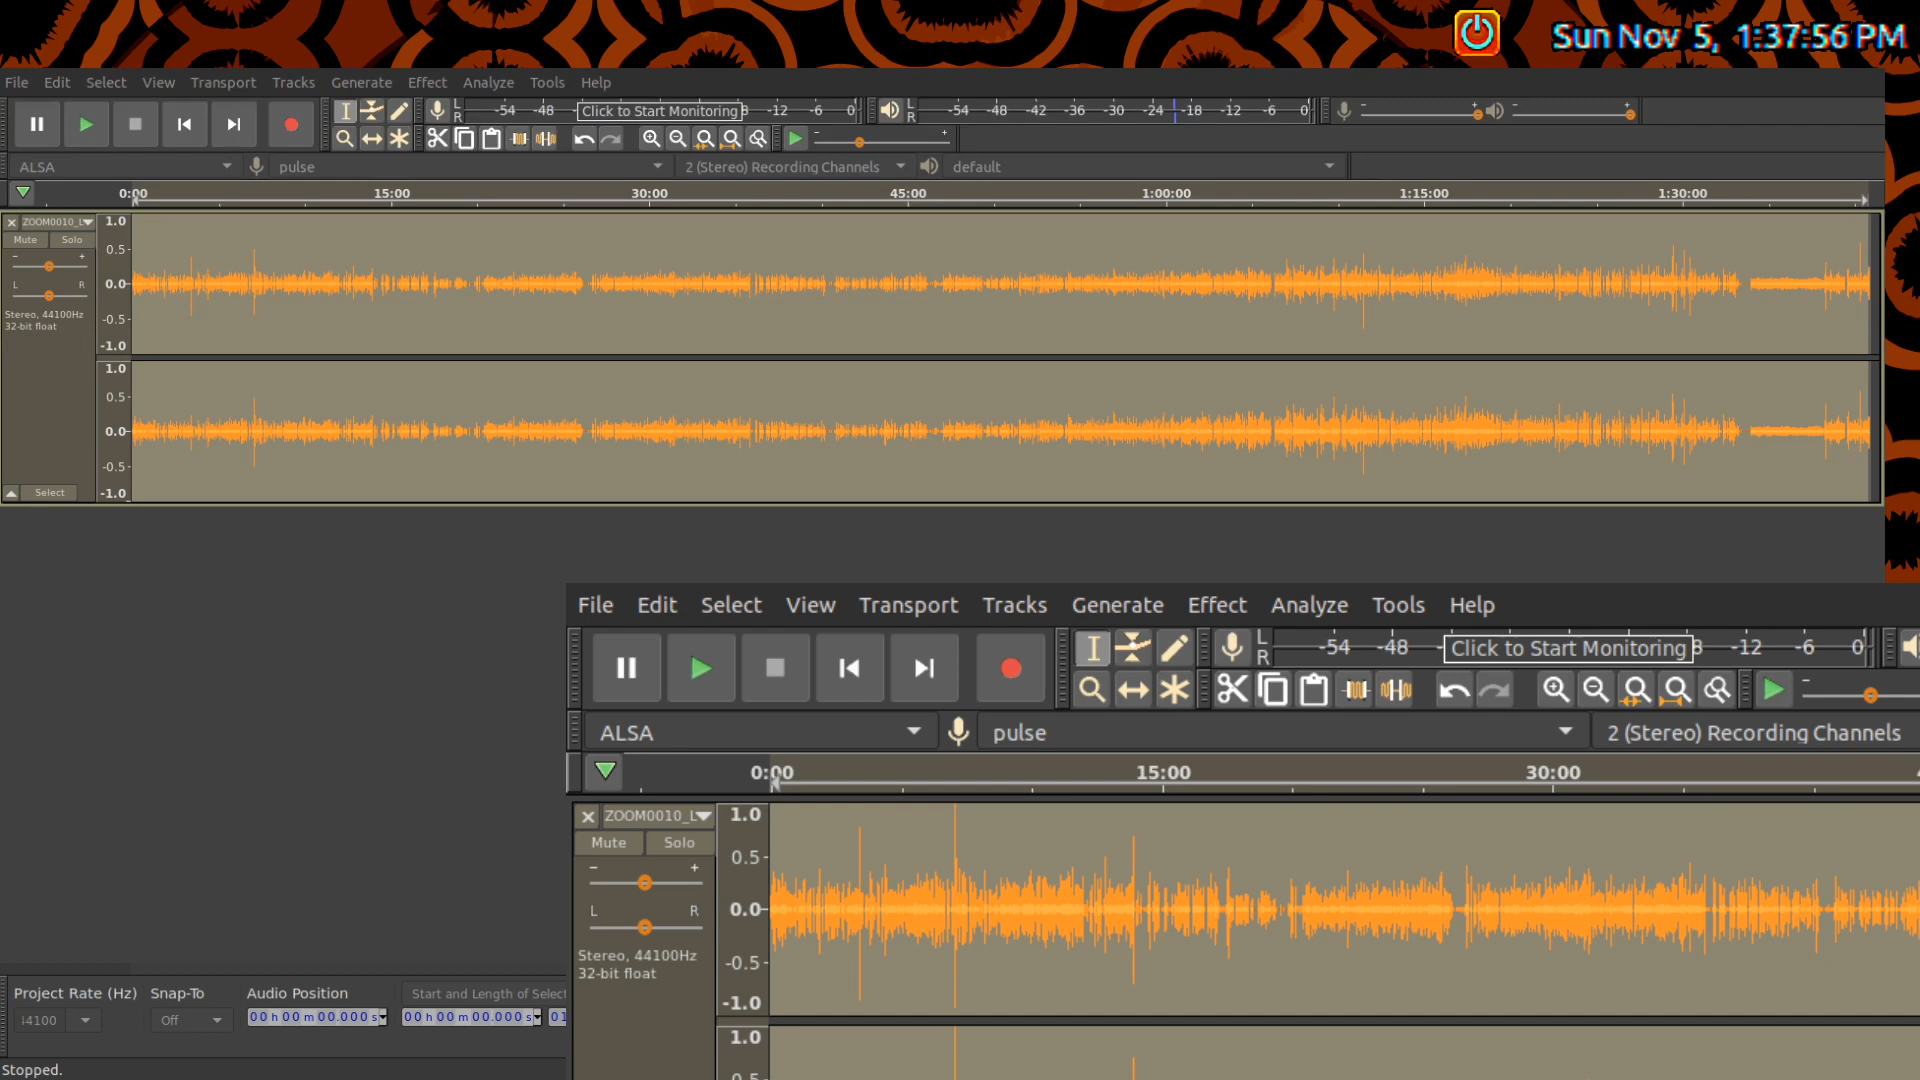 Sun Nov 5, 1:37:56 PM
File Edit Select View Transport Tracks Generate Effect Analyze Tools Help
L -54 -48 - Click to Start Monitoring 8 -12 -6 0 L -54 -48 -42 -36 -30 -24 -18 -12 -6 0
R R
ALSA pulse 2 (Stereo) Recording Channels default
0:00 15:00 30:00 45:00 1:00:00 1:15:00 1:30:00
ZOOM0010_L 1.0
Mute Solo
0.5
- +
L R 0.0
Stereo, 44100Hz -0.5
32-bit float
-1.0
1.0
0.5
0.0
-0.5
Select -1.0
File Edit Select View Transport Tracks Generate Effect Analyze Tools Help
L -54 -48 - Click to Start Monitoring 8 -12 -6 0
R
ALSA pulse 2 (Stereo) Recording Channels
0:00 15:00 30:00
ZOOM0010_L 1.0
Mute Solo 0.5
- +
L R 0.0
Stereo, 44100Hz -0.5
32-bit float
-1.0
1.0
0.5
Project Rate (Hz) Snap-To Audio Position Start and Length of Select
44100 Off 00 h 00 m 00.000 s 00 h 00 m 00.000 s 01
Stopped.